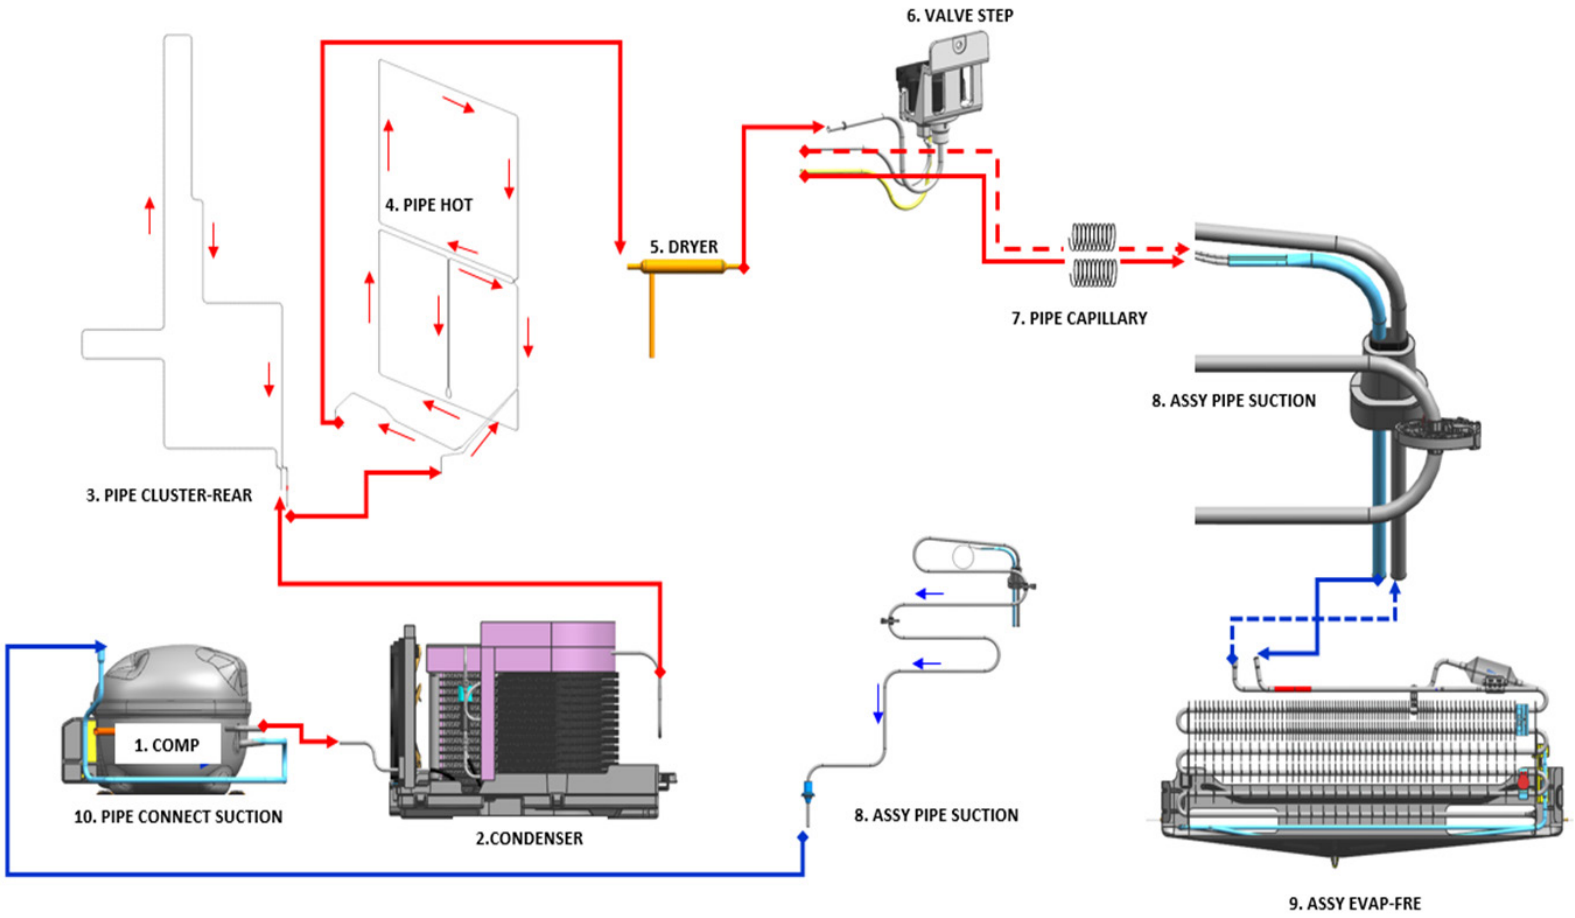 6. VALVE STEP
4. PIPE HOT
5. DRYER
7. PIPE CAPILLARY
8. ASSY PIPE SUCTION
3. PIPE CLUSTER-REAR
1. COMP
10. PIPE CONNECT SUCTION
2.CONDENSER
8. ASSY PIPE SUCTION
9. ASSY EVAP-FRE